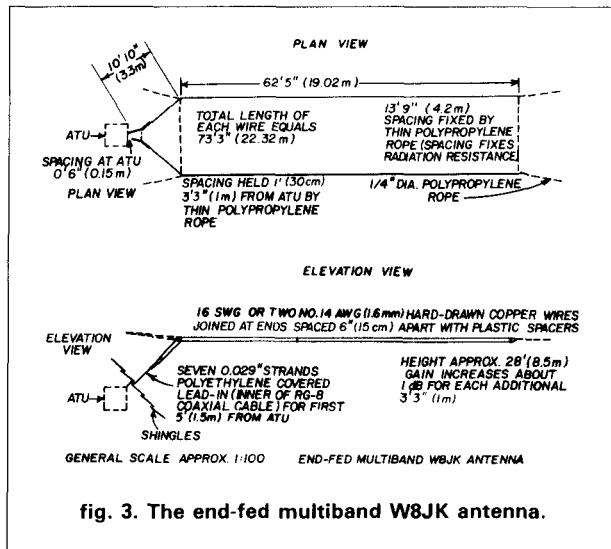 PLAN VIEW
10'10"
(3.3m)
62'5" (19.02m)
ATU
TOTAL LENGTH OF
EACH WIRE EQUALS
73'3" (22.32m)
13'9" (4.2m)
SPACING FIXED BY
THIN POLYPROPYLENE
ROPE (SPACING FIXES
RADIATION RESISTANCE
SPACING AT ATU
0'6" (0.15m)
PLAN VIEW
SPACING HELD 1' (30cm)
3'3" (1m) FROM ATU BY
THIN POLYPROPYLENE
ROPE
1/4" DIA. POLYPROPYLENE
ROPE
ELEVATION VIEW
16 SWG OR TWO NO. 14 AWG (1.6mm) HARD-DRAWN COPPER WIRES
JOINED AT ENDS SPACED 6" (15cm) APART WITH PLASTIC SPACERS
ELEVATION
VIEW
ATU
SEVEN 0.029" STRANDS
POLYETHYLENE COVERED
LEAD-IN (INNER OF RG-8
COAXIAL CABLE) FOR FIRST
5' (1.5m) FROM ATU
HEIGHT APPROX. 28' (8.5m)
GAIN INCREASES ABOUT
1 dB FOR EACH ADDITIONAL
3'3" (1m)
SHINGLES
GENERAL SCALE APPROX. 1:100
END-FED MULTIBAND W8JK ANTENNA
fig. 3. The end-fed multiband W8JK antenna.